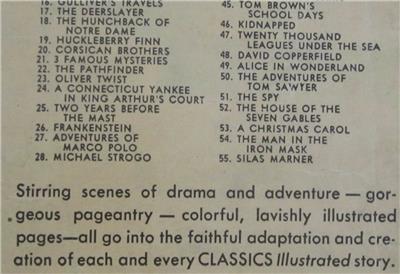 16. GULLIVER'S TRAVELS
17. THE DEERSLAYER
18. THE HUNCHBACK OF
NOTRE DAME
19. HUCKLEBERRY FINN
20. CORSICAN BROTHERS
21. 3 FAMOUS MYSTERIES
22. THE PATHFINDER
23. OLIVER TWIST
24. A CONNECTICUT YANKEE
IN KING ARTHUR'S COURT
25. TWO YEARS BEFORE
THE MAST
26. FRANKENSTEIN
27. ADVENTURES OF
MARCO POLO
28. MICHAEL STROGO
45. TOM BROWN'S
SCHOOL DAYS
46. KIDNAPPED
47. TWENTY THOUSAND
LEAGUES UNDER THE SEA
48. DAVID COPPERFIELD
49. ALICE IN WONDERLAND
50. THE ADVENTURES OF
TOM SAWYER
51. THE SPY
52. THE HOUSE OF THE
SEVEN GABLES
53. A CHRISTMAS CAROL
54. THE MAN IN THE
IRON MASK
55. SILAS MARNER
Stirring scenes of drama and adventure — gor-
geous pageantry — colorful, lavishly illustrated
pages—all go into the faithful adaptation and cre-
ation of each and every CLASSICS Illustrated story.